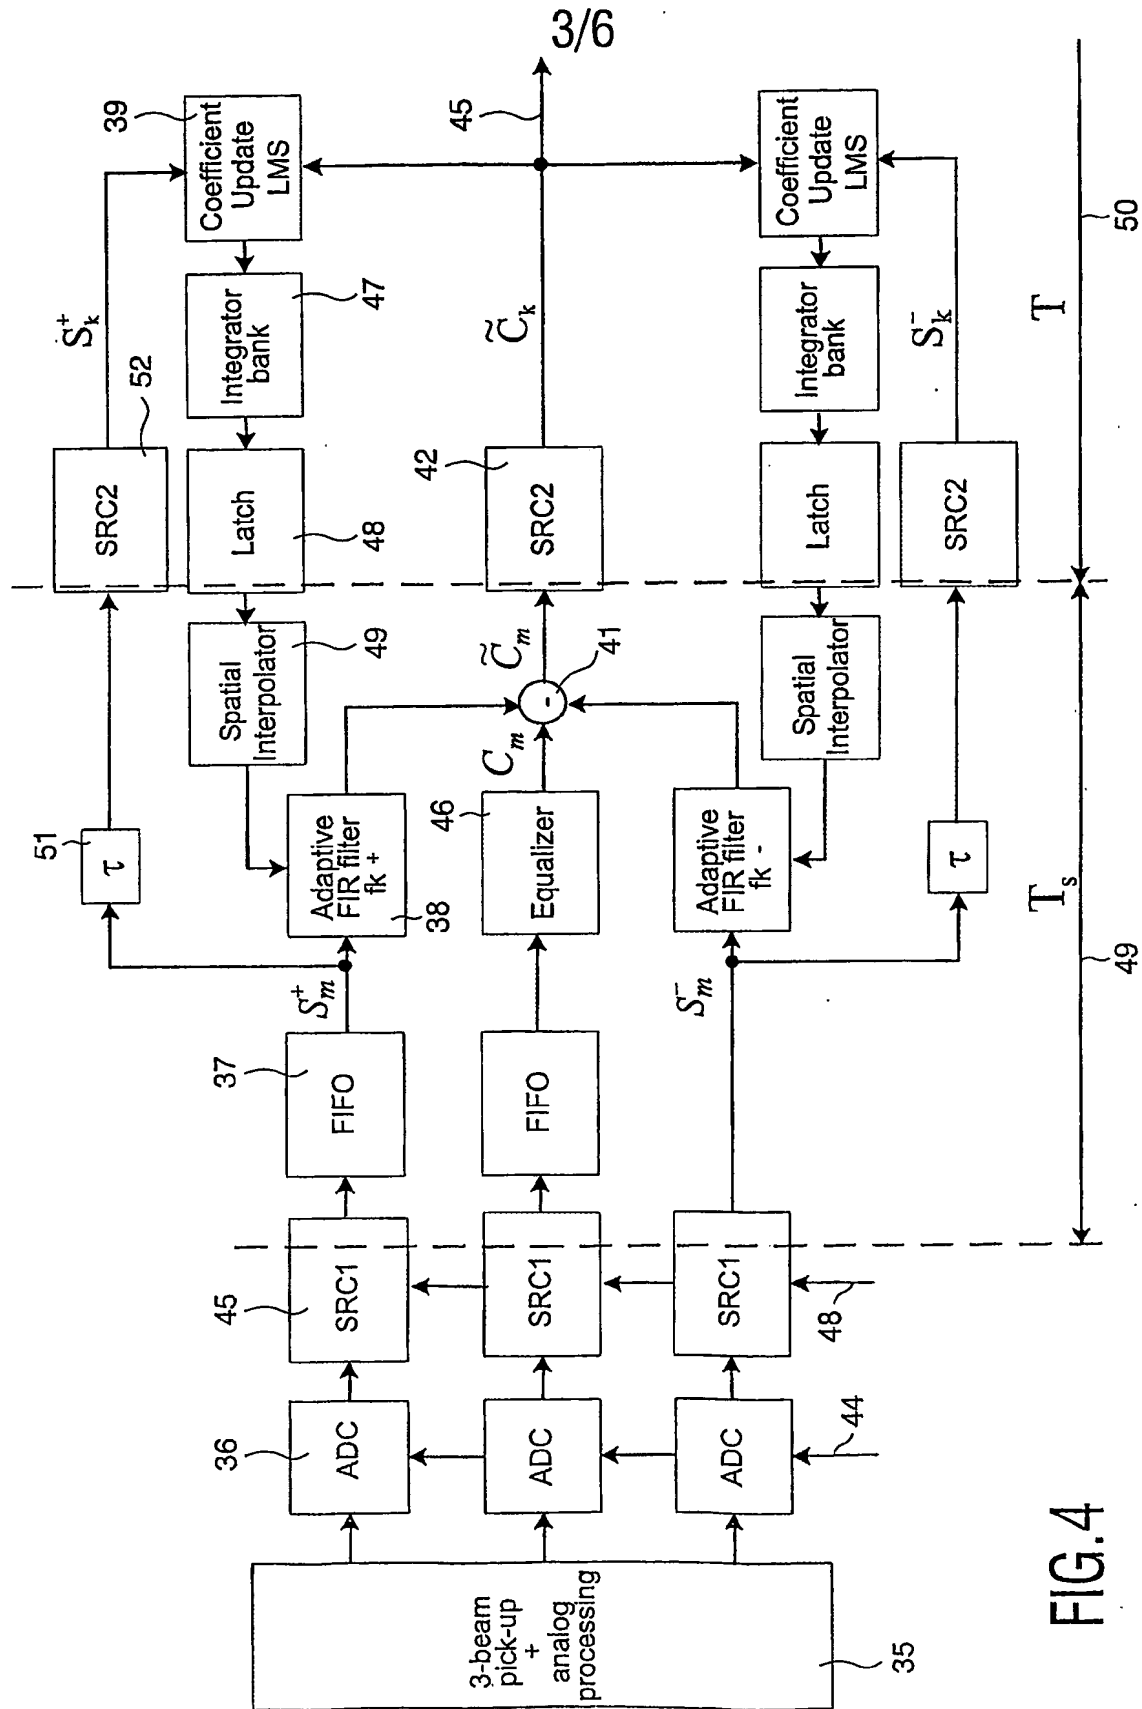 3/6
3-beam
pick-up
+
analog
processing
35
36
ADC
ADC
ADC
44
45
SRC1
SRC1
SRC1
48
37
FIFO
FIFO
S⁺ₘ
S⁻ₘ
51
τ
τ
Adaptive
FIR filter
fk +
38
46
Equalizer
Adaptive
FIR filter
fk -
Cₘ
C̃ₘ
41
Spatial
Interpolator
49
Spatial
Interpolator
52
SRC2
Latch
48
42
SRC2
Latch
SRC2
S⁺ₖ
Integrator
bank
47
C̃ₖ
Integrator
bank
S⁻ₖ
39
Coefficient
Update
LMS
45
Coefficient
Update
LMS
Tₛ
49
T
50
FIG.4